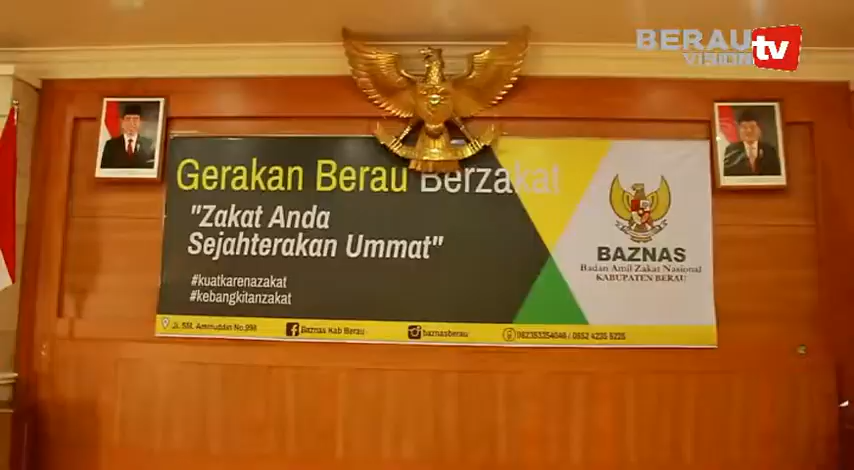 BERAU tv
VISION
Gerakan Berau Berzakat
"Zakat Anda
Sejahterakan Ummat"
#kuatkarenazakat
#kebangkitanzakat
BAZNAS
Badan Amil Zakat Nasional
KABUPATEN BERAU
Baznas Kab Berau
baznasberau